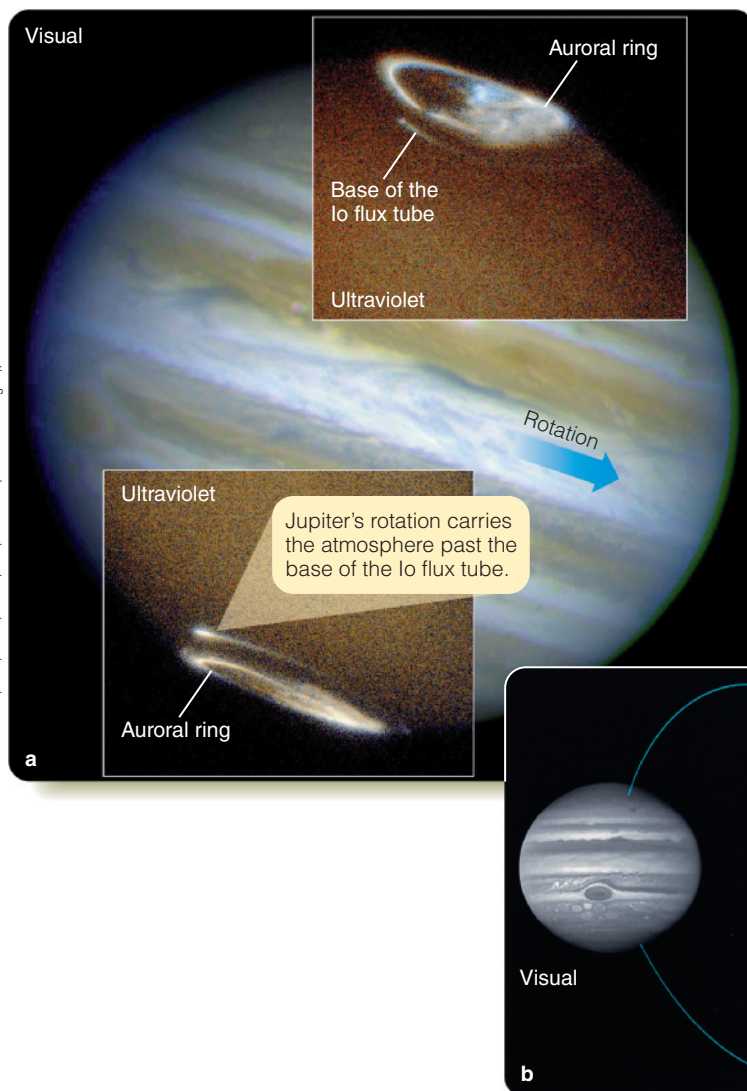 Visual
Auroral ring
Base of the
Io flux tube
Ultraviolet
Rotation
Ultraviolet
Jupiter’s rotation carries
the atmosphere past the
base of the Io flux tube.
Auroral ring
a
Visual
b